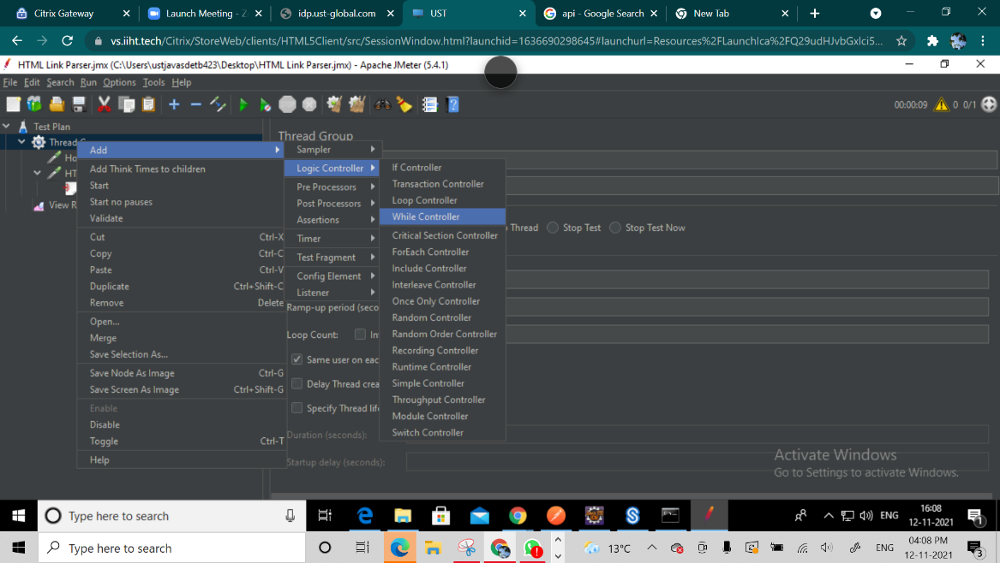 Citrix Gateway
Launch Meeting - Z
idp.ust-global.com
UST
api - Google Search
New Tab
vs.iiht.tech/Citrix/StoreWeb/clients/HTML5Client/src/SessionWindow.html?launchid=1636690298645#launchurl=Resources%2FLaunchIca%2FQ29udHJvbGxlci5...
HTML Link Parser.jmx (C:\Users\ustjavasdetb423\Desktop\HTML Link Parser.jmx) - Apache JMeter (5.4.1)
File Edit Search Run Options Tools Help
00:00:09 0 0/1
Test Plan
Thread G
Ho
HT
View R
Thread Group
Add
Add Think Times to children
Start
Start no pauses
Validate
Cut Ctrl-X
Copy Ctrl-C
Paste Ctrl-V
Duplicate Ctrl+Shift-C
Remove Delete
Open...
Merge
Save Selection As...
Save Node As Image Ctrl-G
Save Screen As Image Ctrl+Shift-G
Enable
Disable
Toggle Ctrl-T
Help
Sampler
Logic Controller
Pre Processors
Post Processors
Assertions
Timer
Test Fragment
Config Element
Listener
If Controller
Transaction Controller
Loop Controller
While Controller
Critical Section Controller
ForEach Controller
Include Controller
Interleave Controller
Once Only Controller
Random Controller
Random Order Controller
Recording Controller
Runtime Controller
Simple Controller
Throughput Controller
Module Controller
Switch Controller
Thread Stop Test Stop Test Now
Ramp-up period (seco
Loop Count: In
Same user on eac
Delay Thread crea
Specify Thread life
Duration (seconds):
Startup delay (seconds):
Activate Windows
Go to Settings to activate Windows.
Type here to search
ENG
16:08
12-11-2021
1
Type here to search
13°C
ENG
04:08 PM
12-11-2021
3